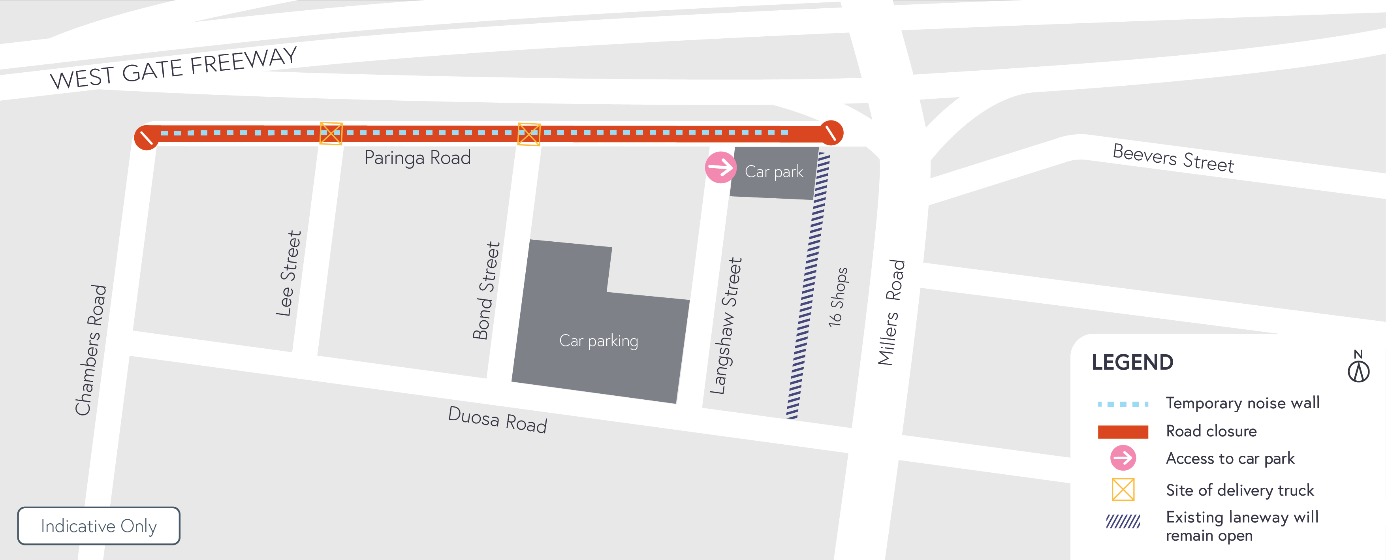 WEST GATE FREEWAY
Paringa Road
Car park
Beevers Street
Chambers Road
Lee Street
Bond Street
Car parking
Langshaw Street
16 Shops
Millers Road
Duosa Road
Indicative Only
LEGEND
N
Temporary noise wall
Road closure
Access to car park
Site of delivery truck
Existing laneway will
remain open